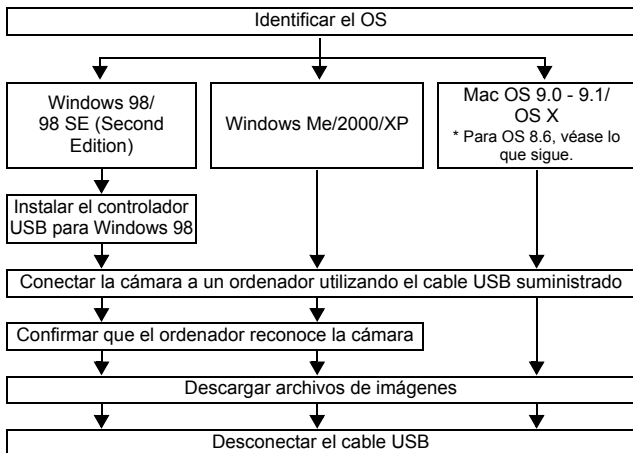 Identificar el OS
Windows 98/
98 SE (Second
Edition)
Windows Me/2000/XP
Mac OS 9.0 - 9.1/
OS X
* Para OS 8.6, véase lo
que sigue.
Instalar el controlador
USB para Windows 98
Conectar la cámara a un ordenador utilizando el cable USB suministrado
Confirmar que el ordenador reconoce la cámara
Descargar archivos de imágenes
Desconectar el cable USB